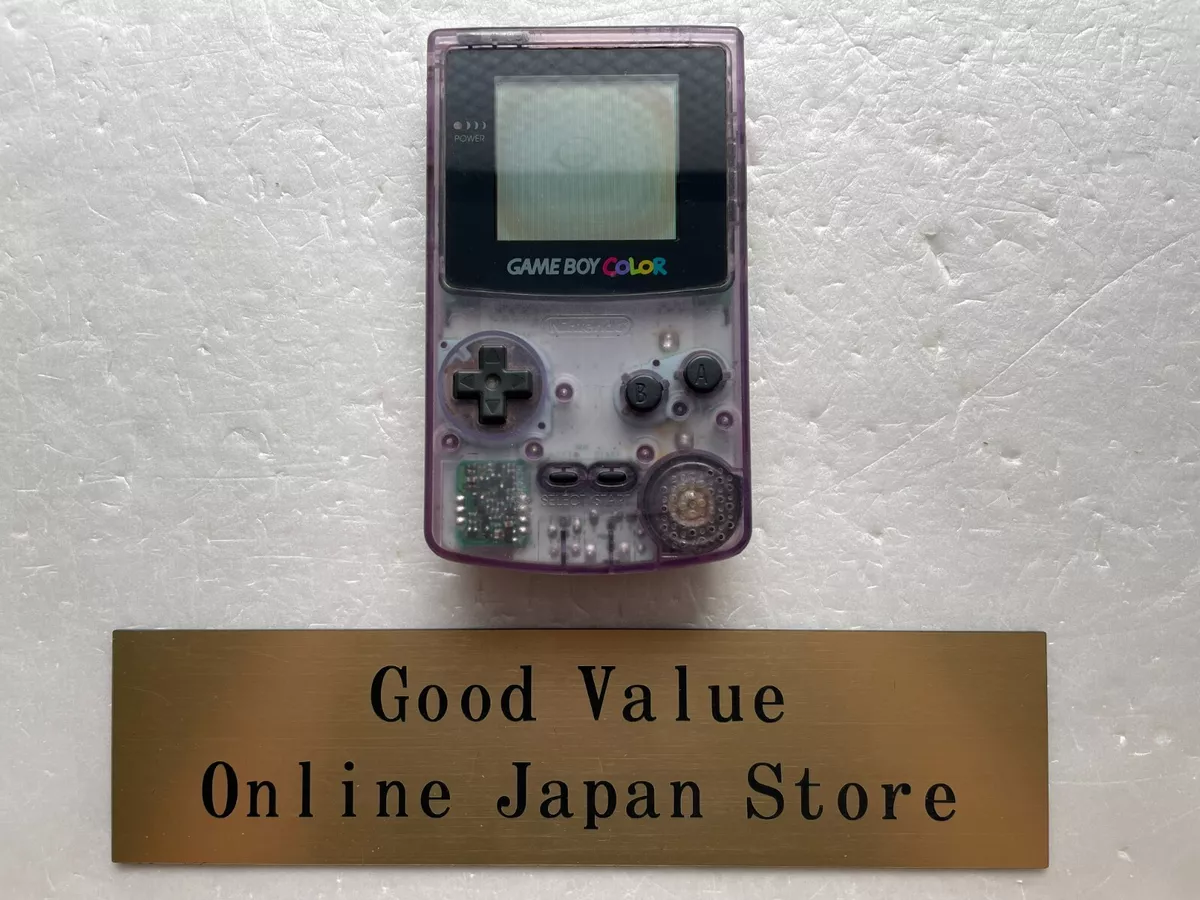 POWER
GAME BOY COLOR
Nintendo
B
A
SELECT START
Good Value
Online Japan Store